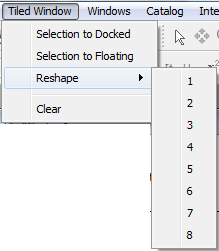 Tiled Window Windows Catalog
Selection to Docked
Selection to Floating
Reshape
Clear
1
2
3
4
5
6
7
8